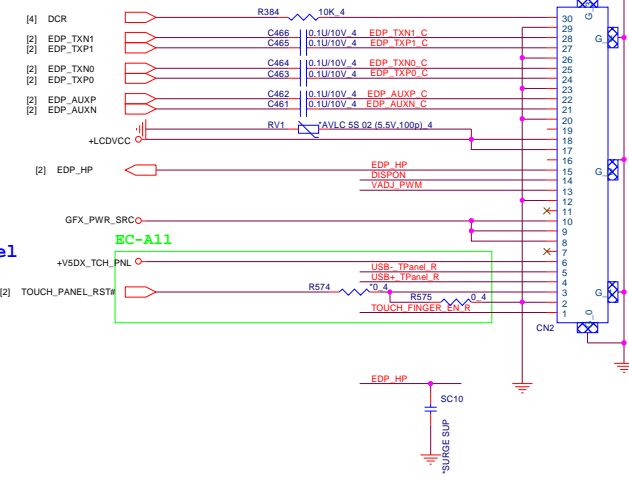 [4] DCR R384 10K_4 30 G_
29
[2] EDP_TXN1 C466 0.1U/10V_4 EDP_TXN1_C 28 G_
[2] EDP_TXP1 C465 0.1U/10V_4 EDP_TXP1_C 27
26
[2] EDP_TXN0 C464 0.1U/10V_4 EDP_TXN0_C 25
[2] EDP_TXP0 C463 0.1U/10V_4 EDP_TXP0_C 24
23
[2] EDP_AUXP C462 0.1U/10V_4 EDP_AUXP_C 22
[2] EDP_AUXN C461 0.1U/10V_4 EDP_AUXN_C 21
20
RV1 *AVLC 5S 02 (5.5V,100p)_4 19
+LCDVCC 18
17
16
[2] EDP_HP EDP_HP 15 G_
DISPON 14
VADJ_PWM 13
12
11
GFX_PWR_SRC 10
9
EC-A11 8
el 7
+V5DX_TCH_PNL 6
USB-_TPanel_R 5
USB+_TPanel_R 4
[2] TOUCH_PANEL_RST# R574 *0_4 3 G_
R575 0_4 2
TOUCH_FINGER_EN_R 1
G_0
CN2
EDP_HP
SC10
*SURGE SUP